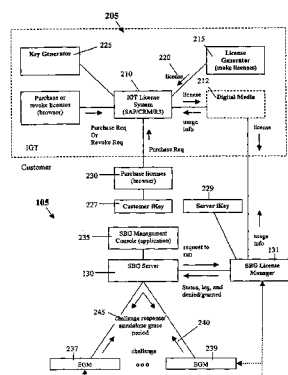 205
225
Key Generator
215
License
Generator
(make licenses)
220
license
210
212
Purchase or
revoke licenses
(browser)
IGT License
System
(SAP/CRM/R3)
license
Digital Media
usage
info
license
Purchase Req
Or
Revoke Req
Purchase Req
IGT
Customer
230
Purchase licenses
(browser)
229
227
Customer iKey
Server iKey
105
235
SBG Management
Console (application)
request to
run
usage
info
131
130
SBG Server
SBG License
Manager
Status, log, and
denied/granted
245
challenge response/
standalone grace
period
240
237
challenge
239
EGM
EGM